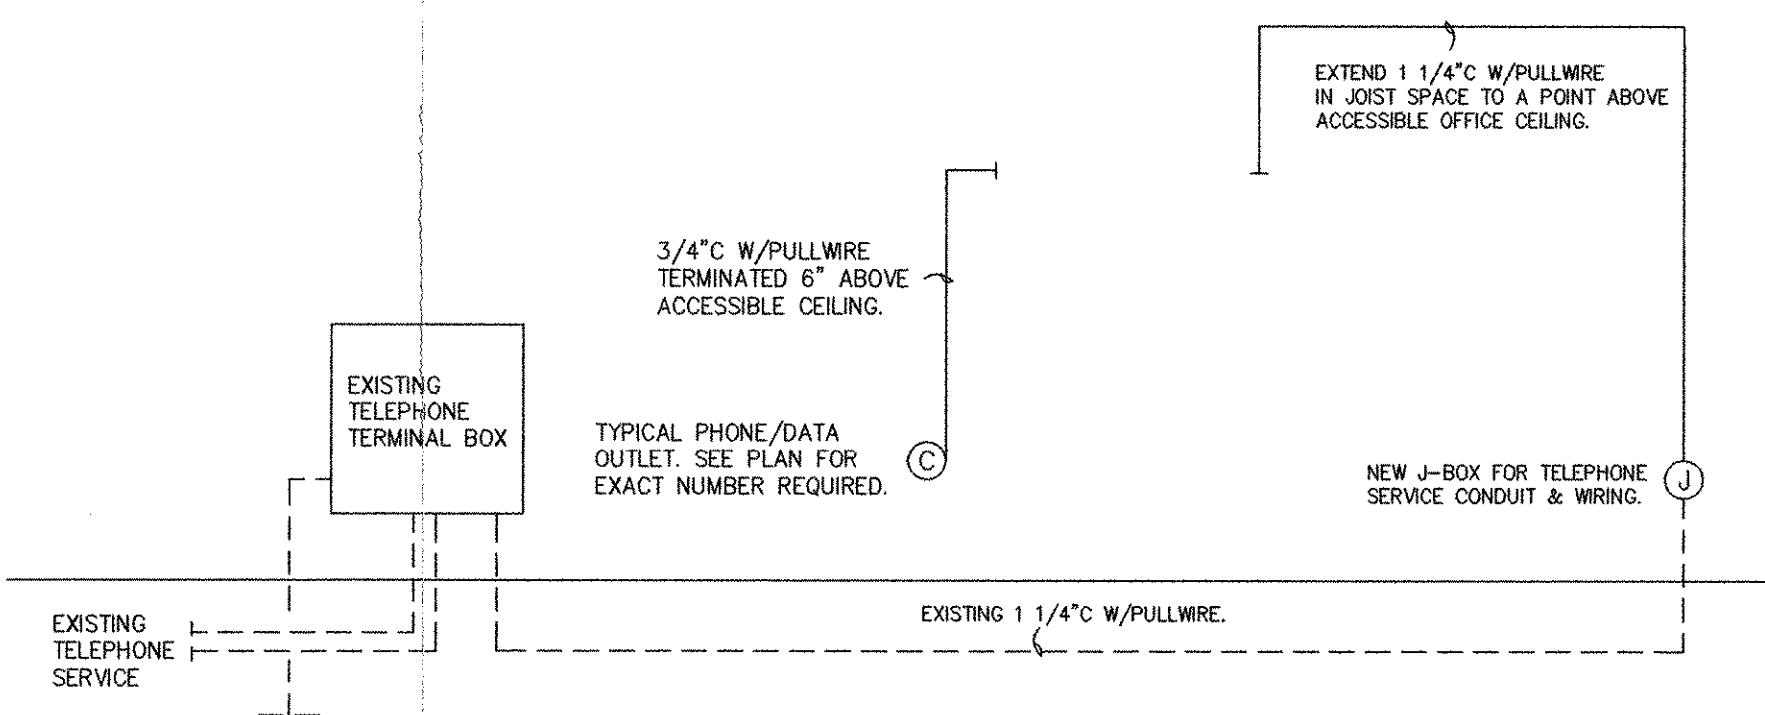 EXTEND 1 1/4"C W/PULLWIRE
IN JOIST SPACE TO A POINT ABOVE
ACCESSIBLE OFFICE CEILING.
3/4"C W/PULLWIRE
TERMINATED 6" ABOVE
ACCESSIBLE CEILING.
EXISTING
TELEPHONE
TERMINAL BOX
TYPICAL PHONE/DATA
OUTLET. SEE PLAN FOR
EXACT NUMBER REQUIRED.
C
NEW J-BOX FOR TELEPHONE
SERVICE CONDUIT & WIRING.
J
EXISTING
TELEPHONE
SERVICE
EXISTING 1 1/4"C W/PULLWIRE.